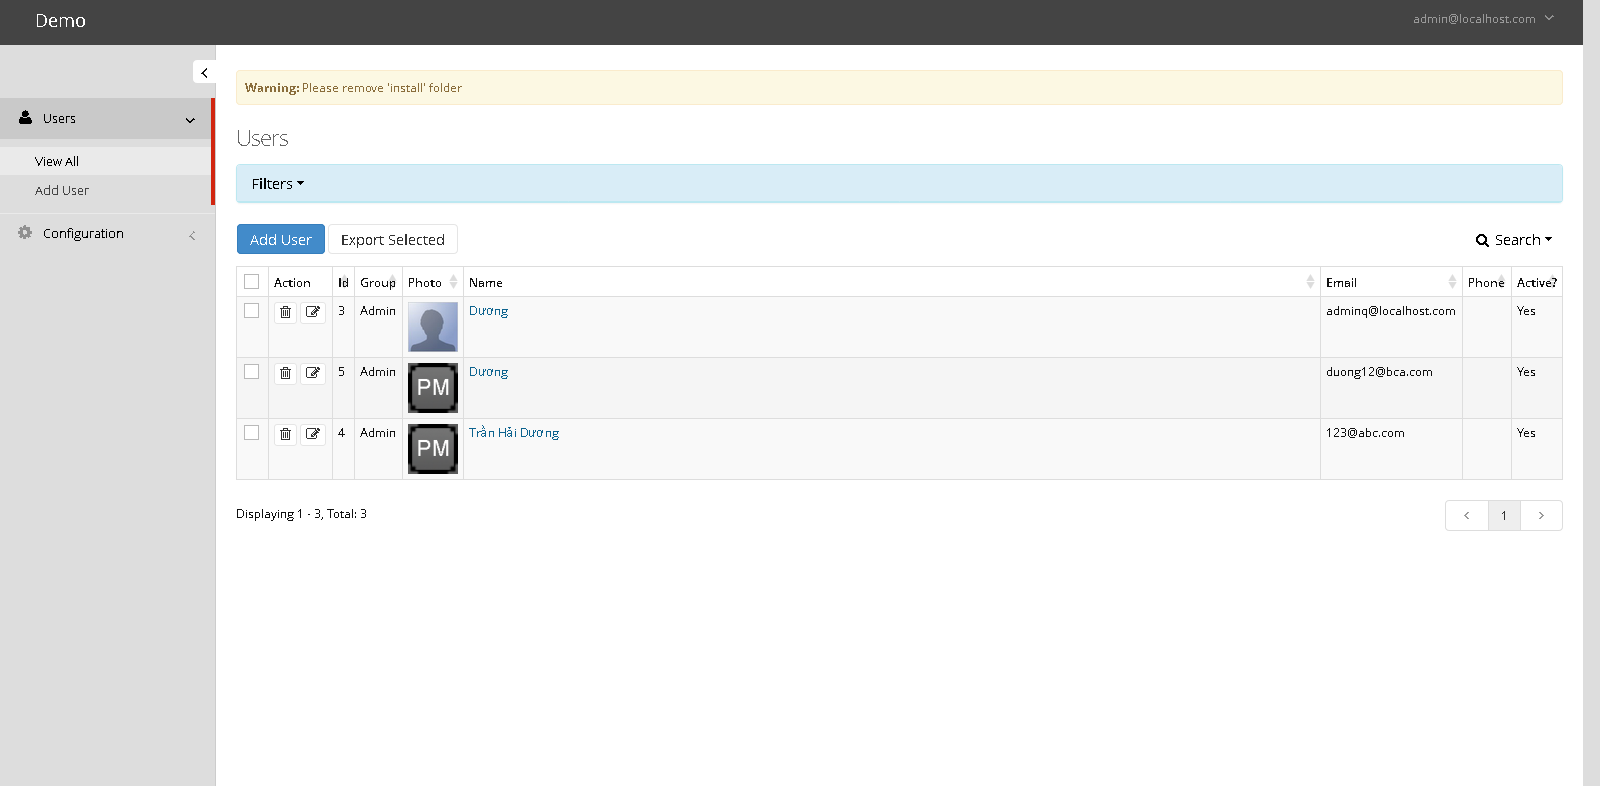 Demo
admin@localhost.com
Warning: Please remove 'install' folder
Users
View All
Add User
Configuration
Users
Filters
Add User Export Selected Search
Action Id Group Photo Name Email Phone Active?
3 Admin Dương adminq@localhost.com Yes
5 Admin PM Dương duong12@bca.com Yes
4 Admin PM Trần Hải Dương 123@abc.com Yes
Displaying 1 - 3, Total: 3
1